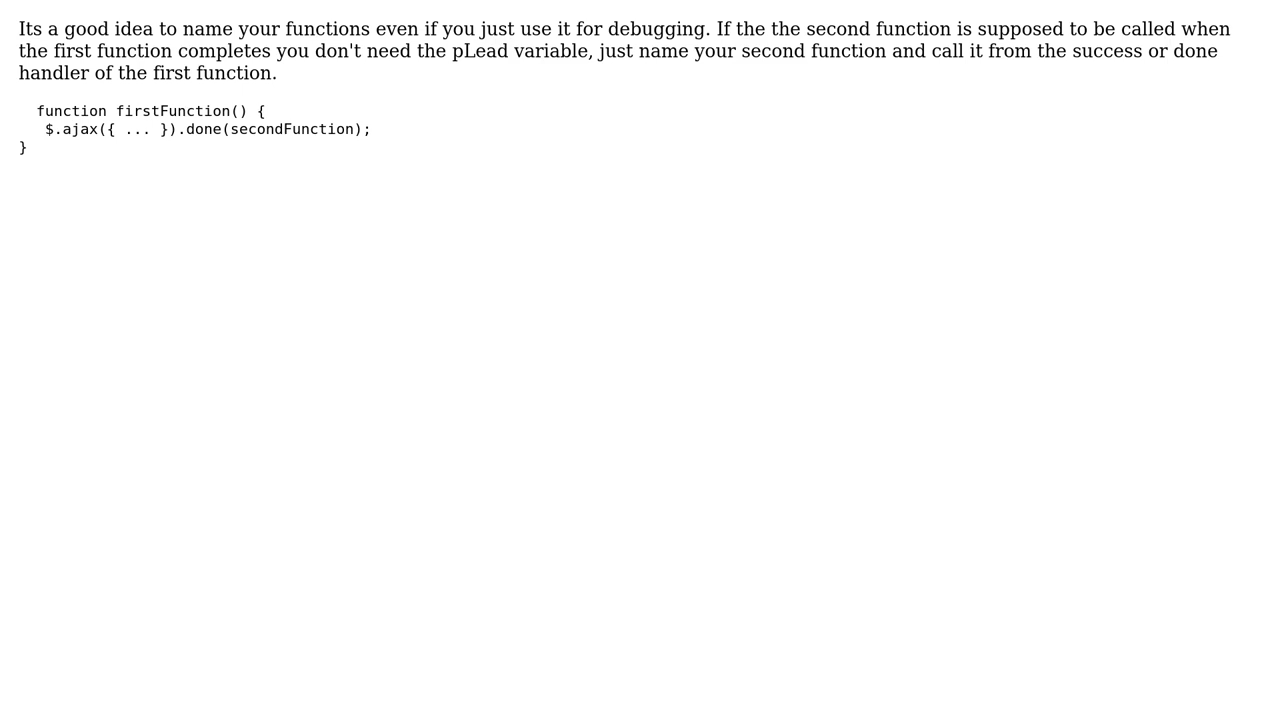 Its a good idea to name your functions even if you just use it for debugging. If the the second function is supposed to be called when
the first function completes you don't need the pLead variable, just name your second function and call it from the success or done
handler of the first function.
  function firstFunction() {
   $.ajax({ ... }).done(secondFunction);
}